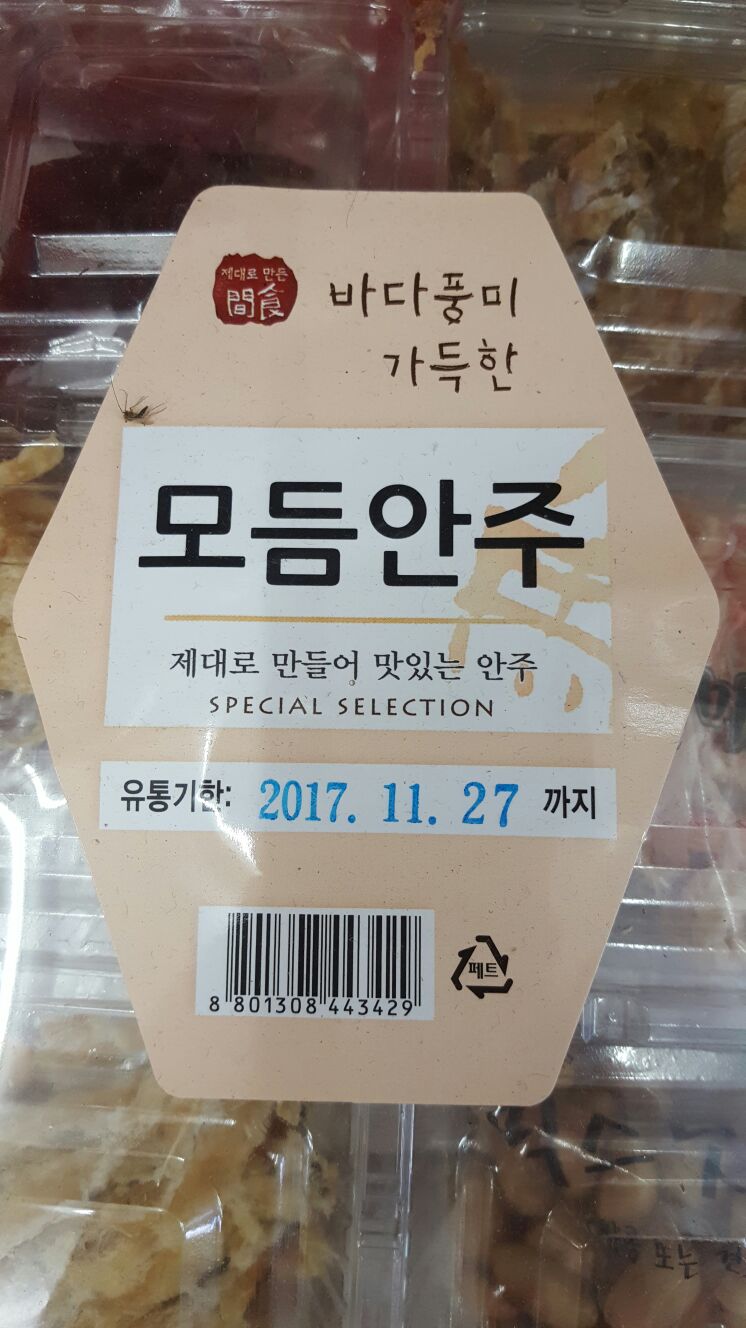 제대로 만든
間食
바다풍미
가득한
모듬안주
제대로 만들어 맛있는 안주
SPECIAL SELECTION
유통기한: 2017. 11. 27 까지
8 801308 443429
페트
또는